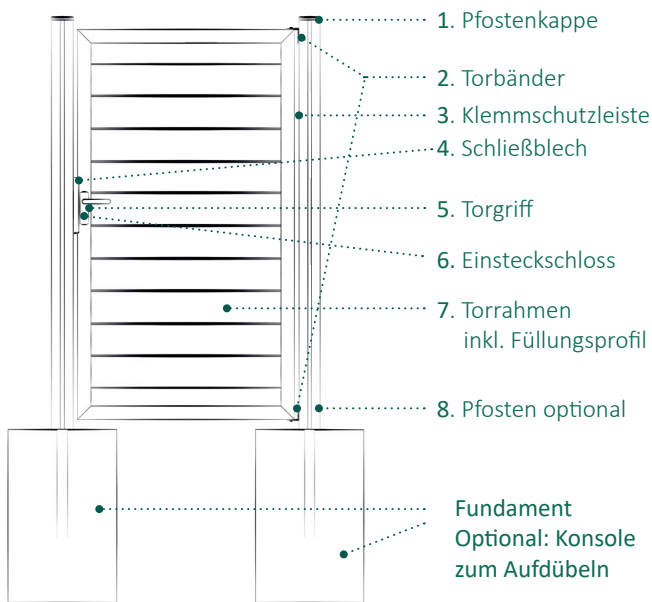 1. Pfostenkappe
2. Torbänder
3. Klemmschutzleiste
4. Schließblech
5. Torgriff
6. Einsteckschloss
7. Torrahmen
inkl. Füllungsprofil
8. Pfosten optional
Fundament
Optional: Konsole
zum Aufdübeln